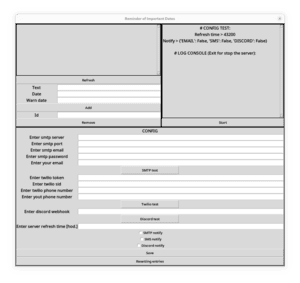 Reminder of Important Dates
# CONFIG TEST:
Refresh time = 43200
Notify = {'EMAIL': False, 'SMS': False, 'DISCORD': False}
# LOG CONSOLE (Exit for stop the server):
Refresh
Text
Date
Warn date
Add
Id
Remove
Start
CONFIG
Enter smtp server
Enter smtp port
Enter smtp email
Enter smtp password
Enter your email
SMTP test
Enter twilio token
Enter twilio sid
Enter twilio phone number
Enter your phone number
Twilio test
Enter discord webhook
Discord test
Enter server refresh time [hod.]
SMTP notify
SMS notify
Discord notify
Save
Resetting entries